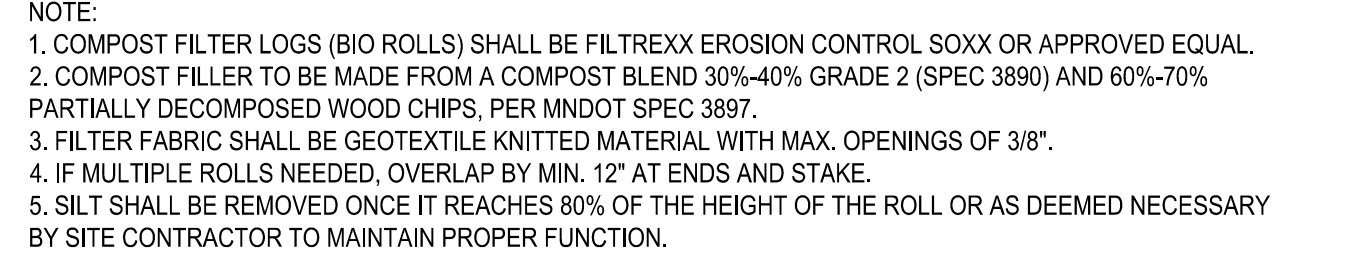 NOTE:
1. COMPOST FILTER LOGS (BIO ROLLS) SHALL BE FILTREXX EROSION CONTROL SOXX OR APPROVED EQUAL.
2. COMPOST FILLER TO BE MADE FROM A COMPOST BLEND 30%-40% GRADE 2 (SPEC 3890) AND 60%-70%
PARTIALLY DECOMPOSED WOOD CHIPS, PER MNDOT SPEC 3897.
3. FILTER FABRIC SHALL BE GEOTEXTILE KNITTED MATERIAL WITH MAX. OPENINGS OF 3/8".
4. IF MULTIPLE ROLLS NEEDED, OVERLAP BY MIN. 12" AT ENDS AND STAKE.
5. SILT SHALL BE REMOVED ONCE IT REACHES 80% OF THE HEIGHT OF THE ROLL OR AS DEEMED NECESSARY
BY SITE CONTRACTOR TO MAINTAIN PROPER FUNCTION.